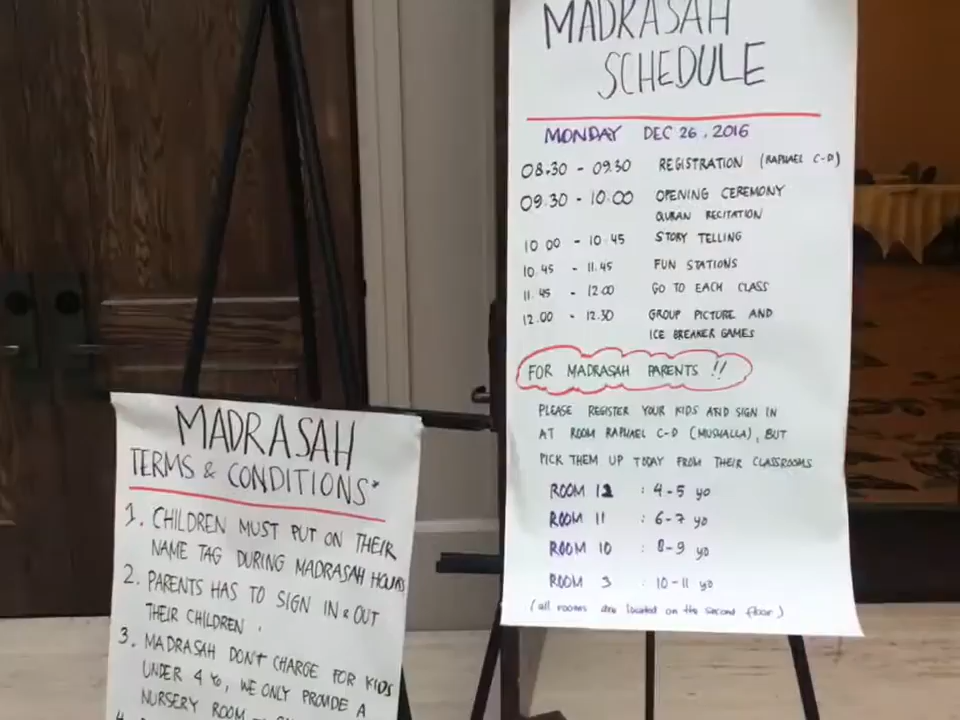 MADRASAH
SCHEDULE
MONDAY DEC 26, 2016
08.30 - 09.30 REGISTRATION (RAPHAEL C-D)
09.30 - 10.00 OPENING CEREMONY
QURAN RECITATION
10 00 - 10 45 STORY TELLING
10.45 - 11.45 FUN STATIONS
11.45 - 12.00 GO TO EACH CLASS
12.00 - 12.30 GROUP PICTURE AND
ICE BREAKER GAMES
FOR MADRASAH PARENTS !!
PLEASE REGISTER YOUR KIDS AND SIGN IN
AT ROOM RAPHAEL C-D (MUSHALLA), BUT
PICK THEM UP TODAY FROM THEIR CLASSROOMS
ROOM 12 : 4-5 yo
ROOM 11 : 6-7 yo
ROOM 10 : 8-9 yo
ROOM 3 : 10-11 yo
(all rooms are located on the second floor)
MADRASAH
TERMS & CONDITIONS*
1. CHILDREN MUST PUT ON THEIR
NAME TAG DURING MADRASAH HOURS
2. PARENTS HAS TO SIGN IN & OUT
THEIR CHILDREN.
3. MADRASAH DON'T CHARGE FOR KIDS
UNDER 4 yo, WE ONLY PROVIDE A
NURSERY ROOM